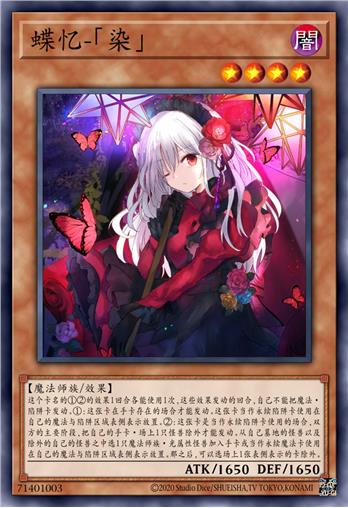 蝶忆-「染」
闇
【魔法师族/效果】
这个卡名的①②的效果1回合各能使用1次,这些效果发动的回合,自己不能把魔法·
陷阱卡发动。①:这张卡在手卡存在的场合才能发动。这张卡当作永续陷阱卡使用在
自己的魔法与陷阱区域表侧表示放置。②:这张卡是当作永续陷阱卡使用的场合,双
方的主要阶段,把自己的手卡·场上1只怪兽除外才能发动。从自己墓地的怪兽以及
除外的自己的怪兽之中选1只魔法师族·光属性怪兽加入手卡或当作永续魔法卡使用
在自己的魔法与陷阱区域表侧表示放置。那之后,可以选场上1张表侧表示的卡除外。
ATK/1650 DEF/1650
71401003
©2020 Studio Dice/SHUEISHA,TV TOKYO,KONAMI